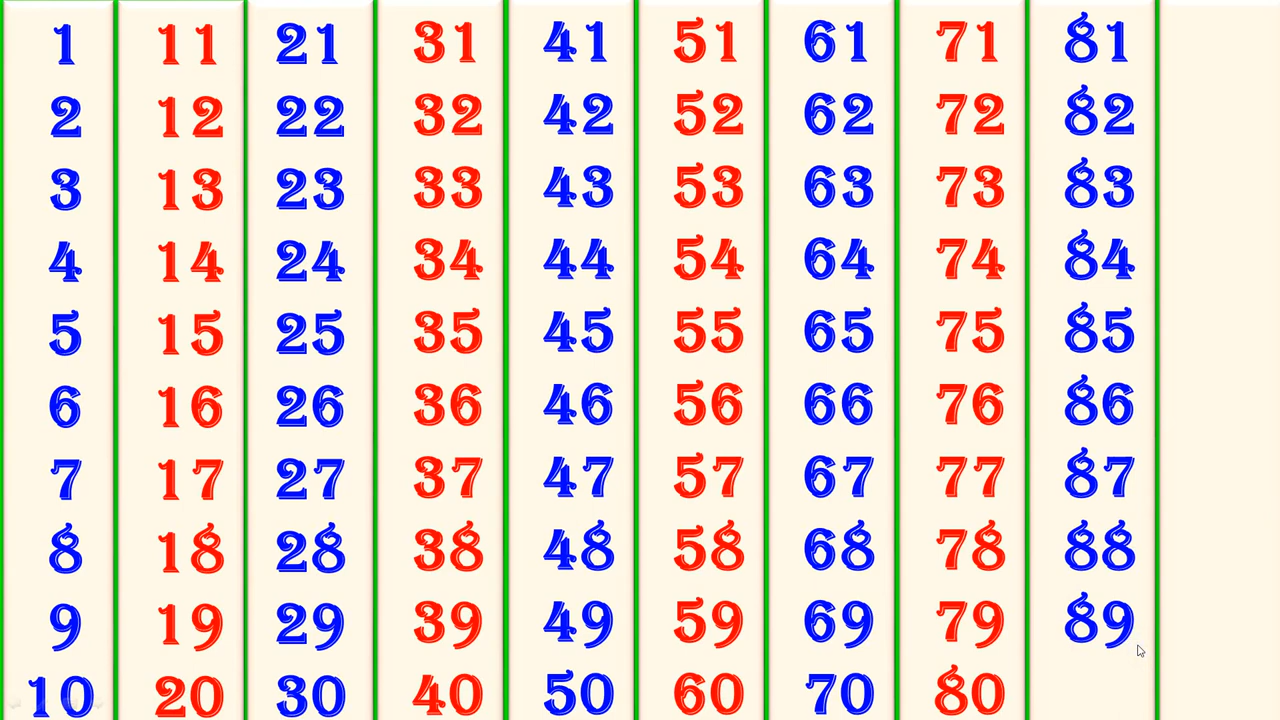 1 11 21 31 41 51 61 71 81
2 12 22 32 42 52 62 72 82
3 13 23 33 43 53 63 73 83
4 14 24 34 44 54 64 74 84
5 15 25 35 45 55 65 75 85
6 16 26 36 46 56 66 76 86
7 17 27 37 47 57 67 77 87
8 18 28 38 48 58 68 78 88
9 19 29 39 49 59 69 79 89
10 20 30 40 50 60 70 80